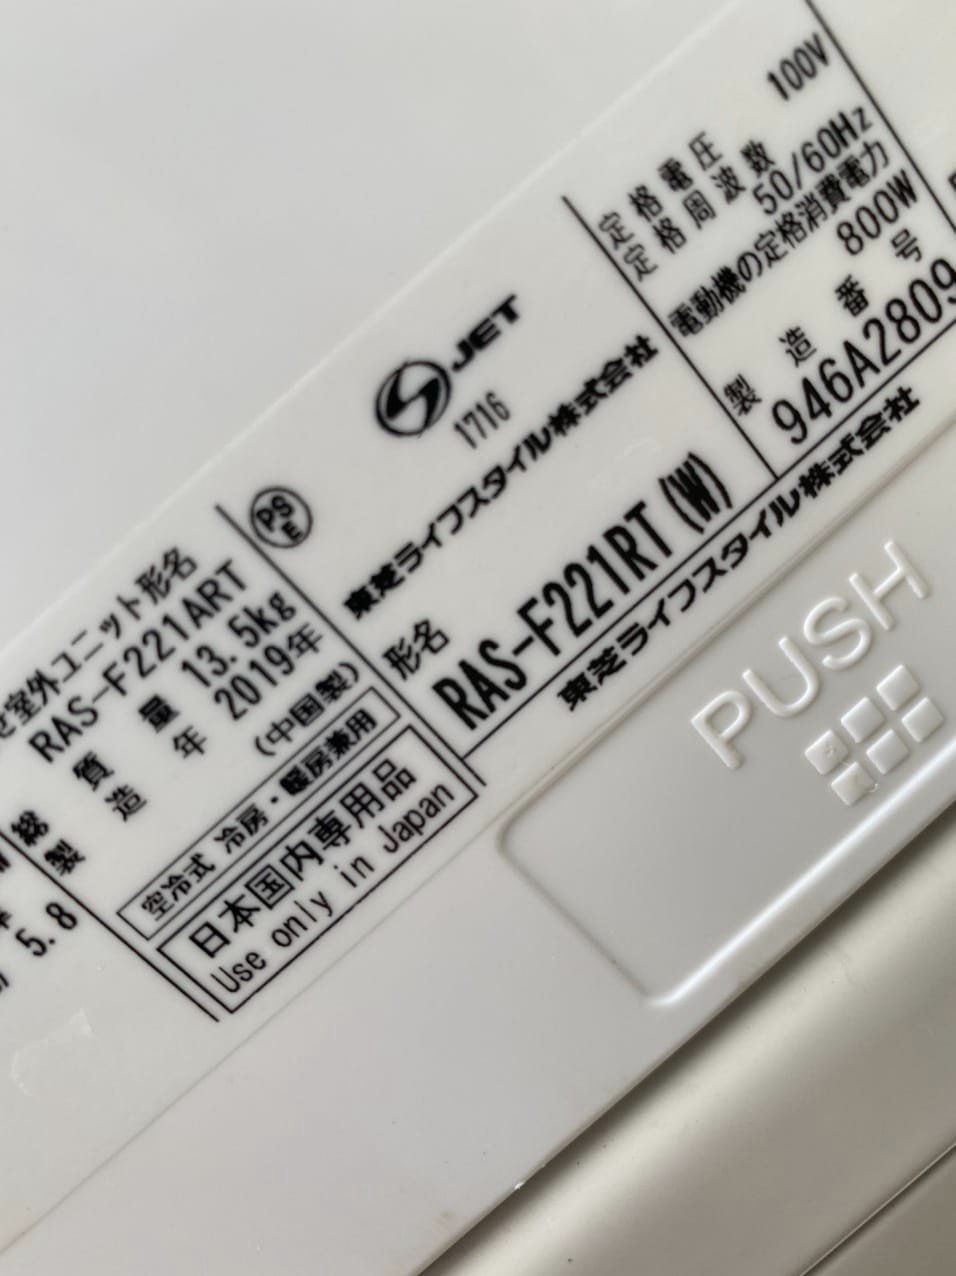 室外ユニット形名
RAS-F221ART
総質量 13.5kg
製造年 2019年
(中国製)
空冷式 冷房・暖房兼用
日本国内専用品
Use only in Japan
5.8
PS
E
S JET
1716
東芝ライフスタイル株式会社
形名
RAS-F221RT(W)
定格電圧 100V
定格周波数
50/60Hz
電動機の定格消費電力
800W
製造番号
946A2809
東芝ライフスタイル株式会社
PUSH